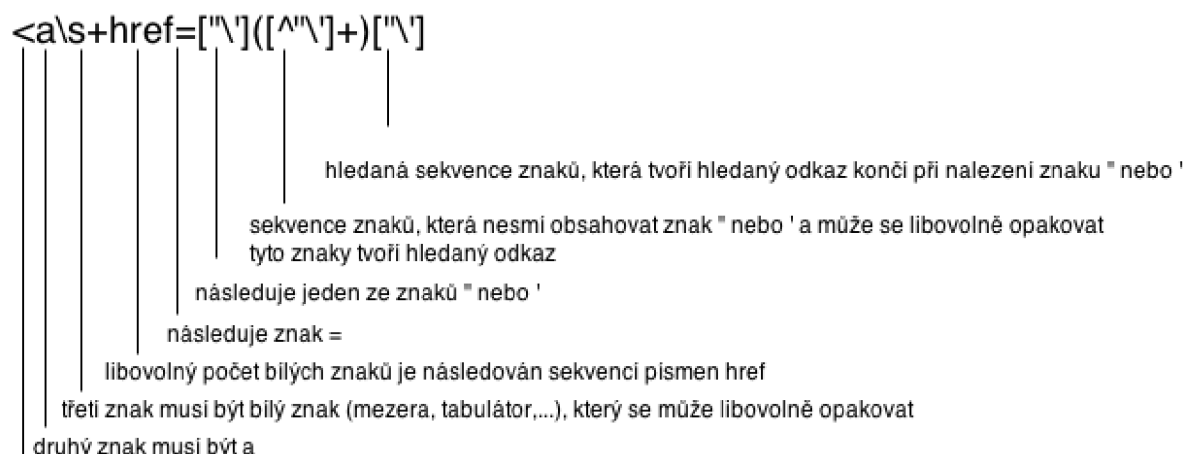 <a\s+href=["\']([^"\']+)["\']
hledaná sekvence znaků, která tvoří hledaný odkaz končí při nalezení znaku " nebo '
sekvence znaků, která nesmí obsahovat znak " nebo ' a může se libovolně opakovat
tyto znaky tvoří hledaný odkaz
následuje jeden ze znaků " nebo '
následuje znak =
libovolný počet bílých znaků je následován sekvencí písmen href
třetí znak musí být bílý znak (mezera, tabulátor,...), který se může libovolně opakovat
druhý znak musí být a